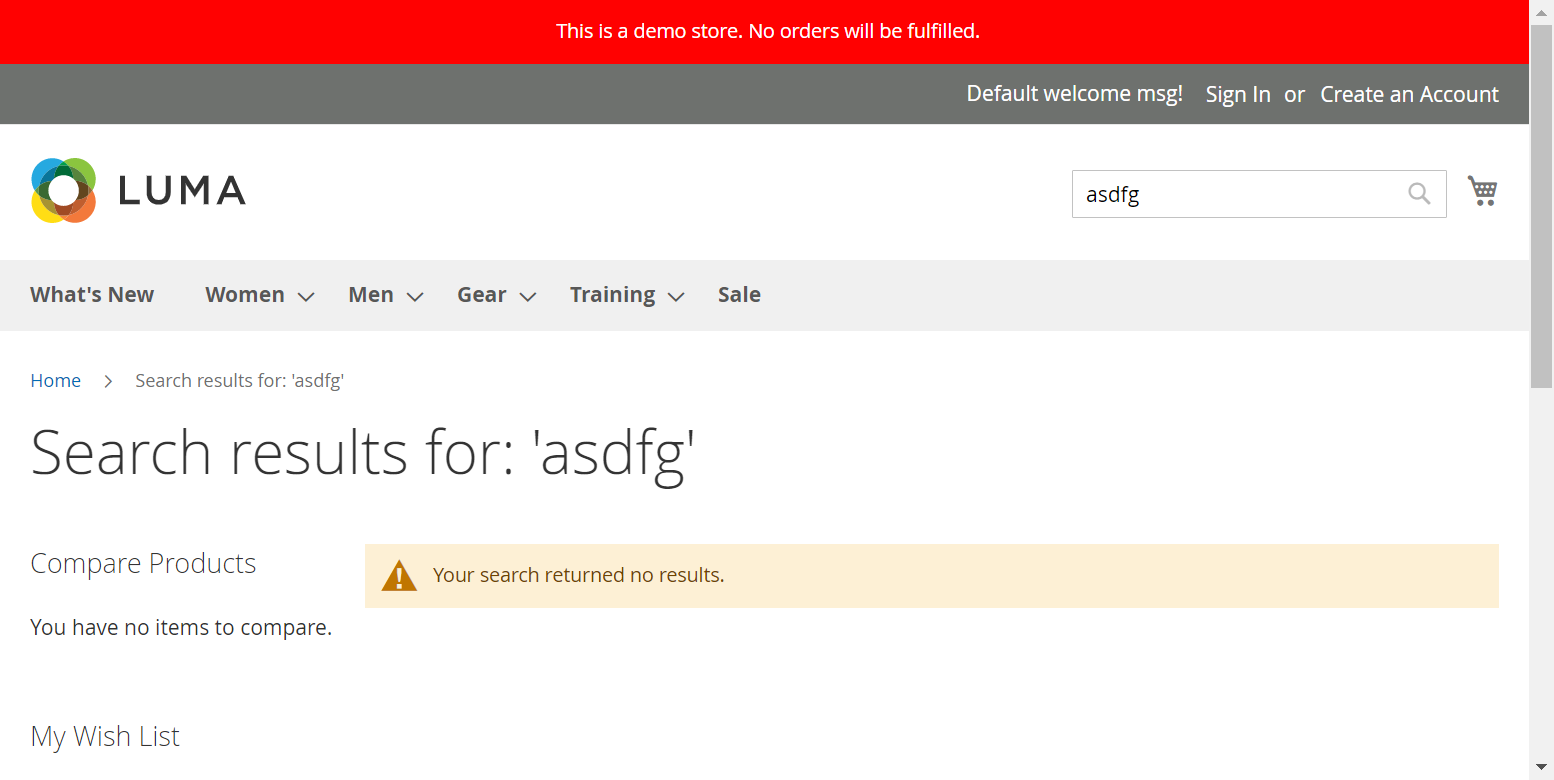 This is a demo store. No orders will be fulfilled.
Default welcome msg! Sign In or Create an Account
LUMA
asdfg
What's New Women Men Gear Training Sale
Home Search results for: 'asdfg'
Search results for: 'asdfg'
Compare Products
Your search returned no results.
You have no items to compare.
My Wish List